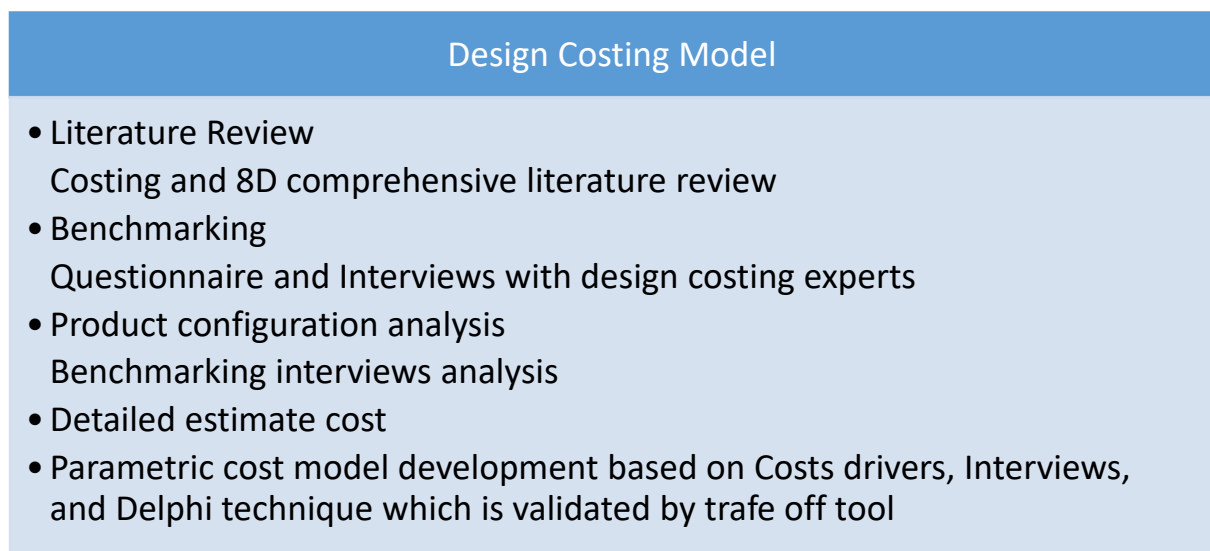 Design Costing Model
• Literature Review
Costing and 8D comprehensive literature review
• Benchmarking
Questionnaire and Interviews with design costing experts
• Product configuration analysis
Benchmarking interviews analysis
• Detailed estimate cost
• Parametric cost model development based on Costs drivers, Interviews,
and Delphi technique which is validated by trafe off tool